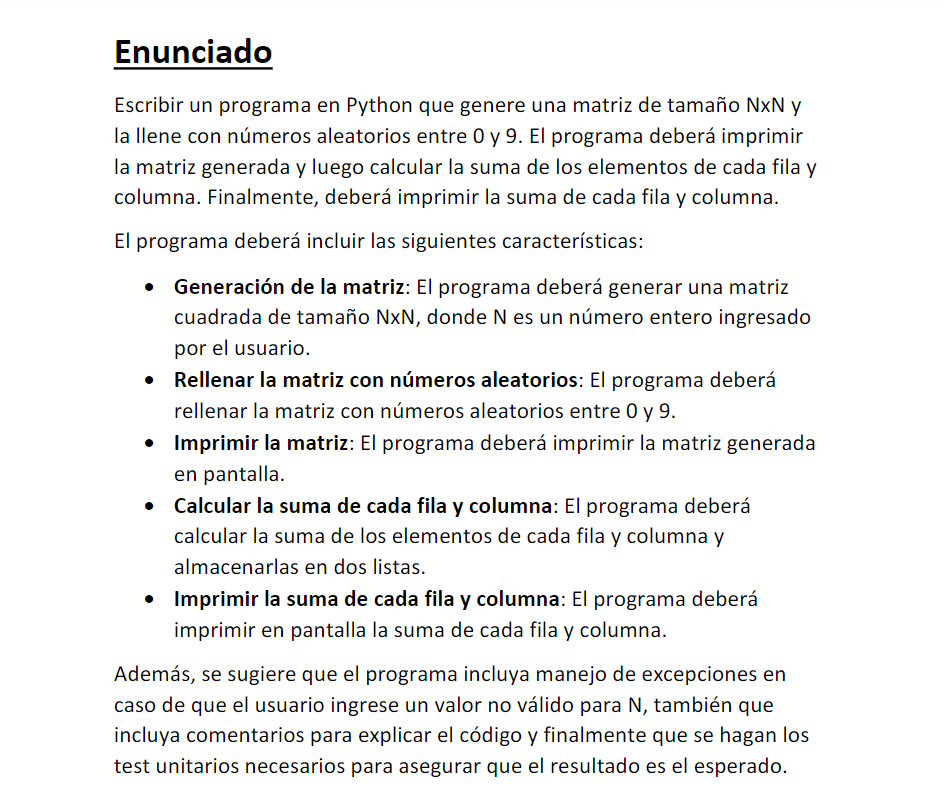 Enunciado
Escribir un programa en Python que genere una matriz de tamaño NxN y
la llene con números aleatorios entre 0 y 9. El programa deberá imprimir
la matriz generada y luego calcular la suma de los elementos de cada fila y
columna. Finalmente, deberá imprimir la suma de cada fila y columna.
El programa deberá incluir las siguientes características:
• Generación de la matriz: El programa deberá generar una matriz
cuadrada de tamaño NxN, donde N es un número entero ingresado
por el usuario.
• Rellenar la matriz con números aleatorios: El programa deberá
rellenar la matriz con números aleatorios entre 0 y 9.
• Imprimir la matriz: El programa deberá imprimir la matriz generada
en pantalla.
• Calcular la suma de cada fila y columna: El programa deberá
calcular la suma de los elementos de cada fila y columna y
almacenarlas en dos listas.
• Imprimir la suma de cada fila y columna: El programa deberá
imprimir en pantalla la suma de cada fila y columna.
Además, se sugiere que el programa incluya manejo de excepciones en
caso de que el usuario ingrese un valor no válido para N, también que
incluya comentarios para explicar el código y finalmente que se hagan los
test unitarios necesarios para asegurar que el resultado es el esperado.